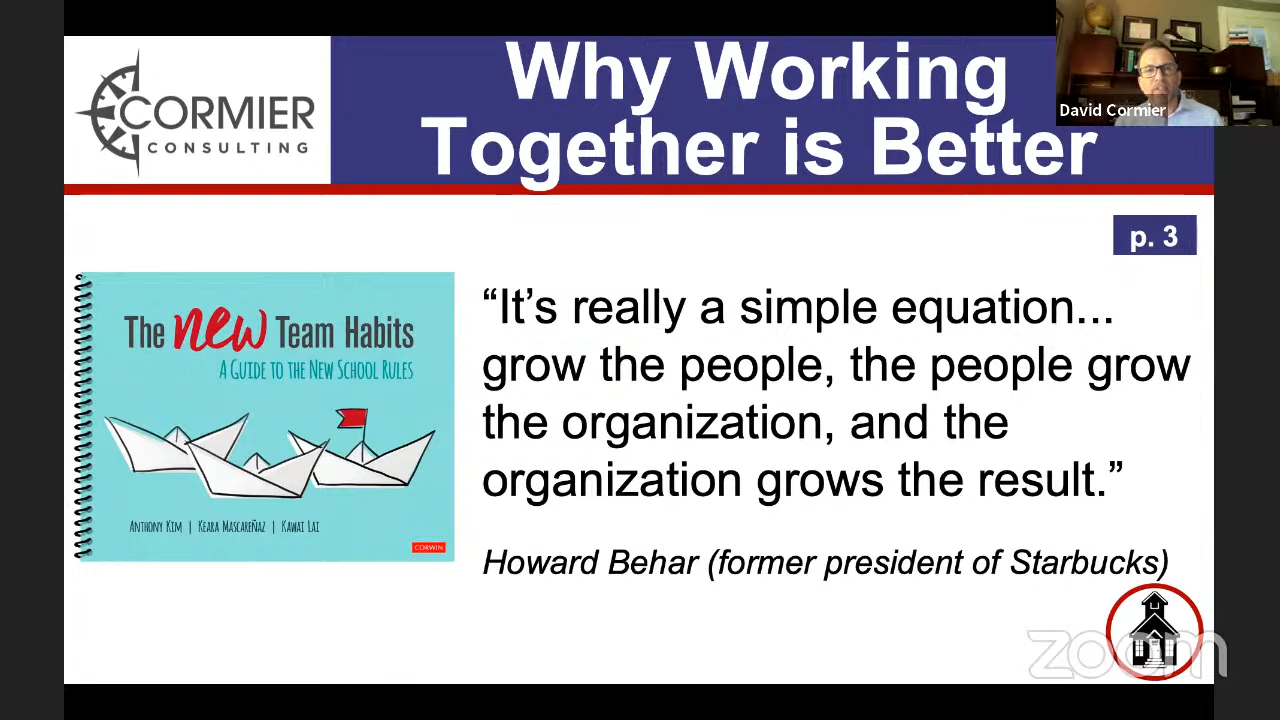 CORMIER
CONSULTING
Why Working
Together is Better
David Cormier
p. 3
The new Team Habits
A Guide to the New School Rules
Anthony Kim | Keara Mascareñaz | Kawai Lai
CORWIN
“It’s really a simple equation...
grow the people, the people grow
the organization, and the
organization grows the result.”
Howard Behar (former president of Starbucks)
zoom